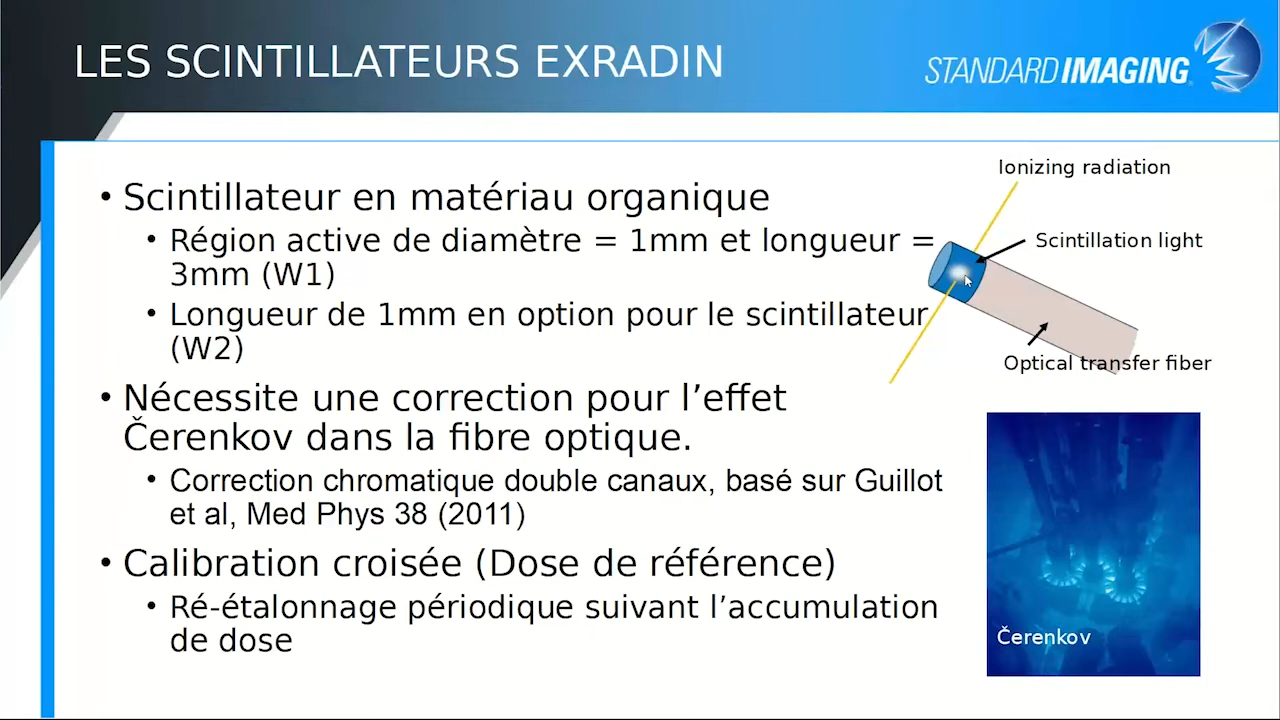 LES SCINTILLATEURS EXRADIN
STANDARD IMAGING
• Scintillateur en matériau organique
• Région active de diamètre = 1mm et longueur =
3mm (W1)
• Longueur de 1mm en option pour le scintillateur
(W2)
• Nécessite une correction pour l’effet
Čerenkov dans la fibre optique.
• Correction chromatique double canaux, basé sur Guillot
et al, Med Phys 38 (2011)
• Calibration croisée (Dose de référence)
• Ré-étalonnage périodique suivant l’accumulation
de dose
Ionizing radiation
Scintillation light
Optical transfer fiber
Čerenkov